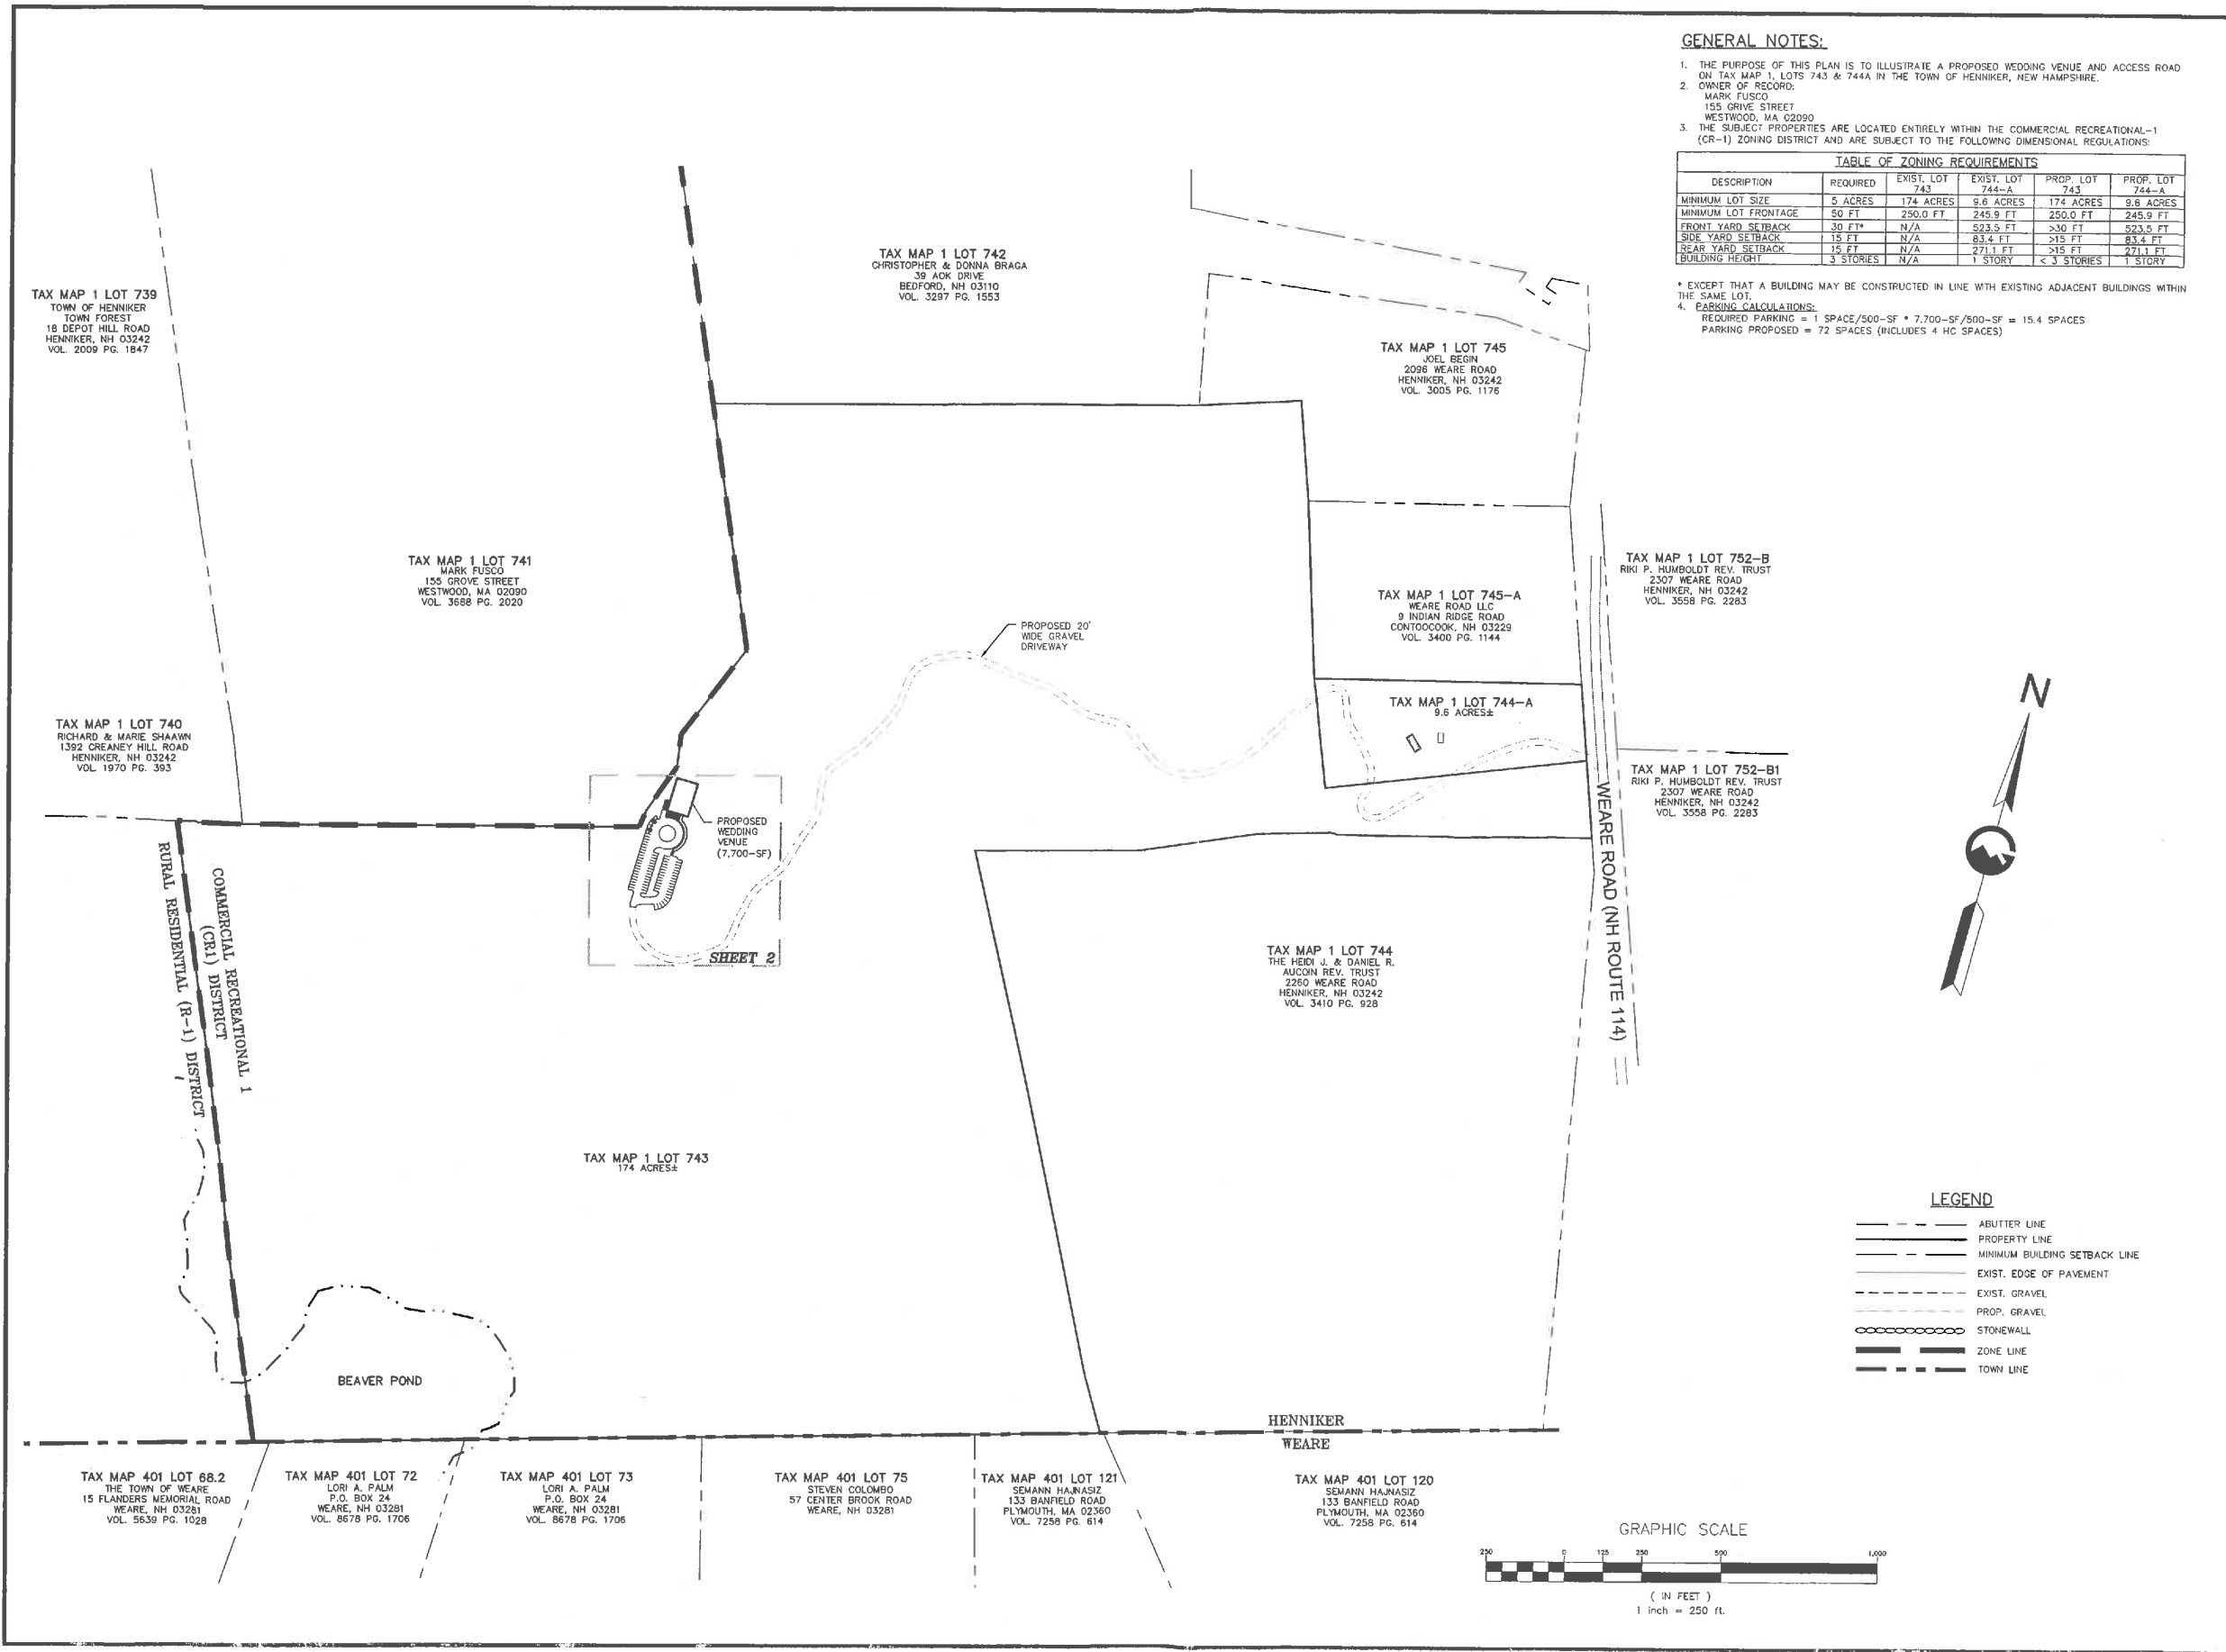 GENERAL NOTES:
1. THE PURPOSE OF THIS PLAN IS TO ILLUSTRATE A PROPOSED WEDDING VENUE AND ACCESS ROAD
ON TAX MAP 1, LOTS 743 & 744A IN THE TOWN OF HENNIKER, NEW HAMPSHIRE.
2. OWNER OF RECORD:
MARK FUSCO
155 GRIVE STREET
WESTWOOD, MA 02090
3. THE SUBJECT PROPERTIES ARE LOCATED ENTIRELY WITHIN THE COMMERCIAL RECREATIONAL-1
(CR-1) ZONING DISTRICT AND ARE SUBJECT TO THE FOLLOWING DIMENSIONAL REGULATIONS:
TABLE OF ZONING REQUIREMENTS
DESCRIPTION REQUIRED EXIST. LOT 743 EXIST. LOT 744-A PROP. LOT 743 PROP. LOT 744-A
MINIMUM LOT SIZE 5 ACRES 174 ACRES 9.6 ACRES 174 ACRES 9.6 ACRES
MINIMUM LOT FRONTAGE 50 FT 250.0 FT 245.9 FT 250.0 FT 245.9 FT
FRONT YARD SETBACK 30 FT* N/A 523.5 FT >30 FT 523.5 FT
SIDE YARD SETBACK 15 FT N/A 83.4 FT >15 FT 83.4 FT
REAR YARD SETBACK 15 FT N/A 271.1 FT >15 FT 271.1 FT
BUILDING HEIGHT 3 STORIES N/A 1 STORY < 3 STORIES 1 STORY
* EXCEPT THAT A BUILDING MAY BE CONSTRUCTED IN LINE WITH EXISTING ADJACENT BUILDINGS WITHIN
THE SAME LOT.
4. PARKING CALCULATIONS:
REQUIRED PARKING = 1 SPACE/500-SF * 7,700-SF/500-SF = 15.4 SPACES
PARKING PROPOSED = 72 SPACES (INCLUDES 4 HC SPACES)
TAX MAP 1 LOT 739
TOWN OF HENNIKER
TOWN FOREST
18 DEPOT HILL ROAD
HENNIKER, NH 03242
VOL. 2009 PG. 1847
TAX MAP 1 LOT 742
CHRISTOPHER & DONNA BRAGA
39 AOK DRIVE
BEDFORD, NH 03110
VOL. 3297 PG. 1553
TAX MAP 1 LOT 745
JOEL BEGIN
2096 WEARE ROAD
HENNIKER, NH 03242
VOL. 3005 PG. 1176
TAX MAP 1 LOT 741
MARK FUSCO
155 GROVE STREET
WESTWOOD, MA 02090
VOL. 3688 PG. 2020
TAX MAP 1 LOT 745-A
WEARE ROAD LLC
9 INDIAN RIDGE ROAD
CONTOOCOOK, NH 03229
VOL. 3400 PG. 1144
TAX MAP 1 LOT 752-B
RIKI P. HUMBOLDT REV. TRUST
2307 WEARE ROAD
HENNIKER, NH 03242
VOL. 3558 PG. 2283
PROPOSED 20'
WIDE GRAVEL
DRIVEWAY
TAX MAP 1 LOT 744-A
9.6 ACRES±
TAX MAP 1 LOT 740
RICHARD & MARIE SHAAWN
1392 CREANEY HILL ROAD
HENNIKER, NH 03242
VOL. 1970 PG. 393
TAX MAP 1 LOT 752-B1
RIKI P. HUMBOLDT REV. TRUST
2307 WEARE ROAD
HENNIKER, NH 03242
VOL. 3558 PG. 2283
N
PROPOSED
WEDDING
VENUE
(7,700-SF)
SHEET 2
WEARE ROAD (NH ROUTE 114)
COMMERCIAL RECREATIONAL 1
(CR1) DISTRICT
RURAL RESIDENTIAL (R-1) DISTRICT
TAX MAP 1 LOT 744
THE HEIDI J. & DANIEL R.
AUCOIN REV. TRUST
2260 WEARE ROAD
HENNIKER, NH 03242
VOL. 3410 PG. 928
TAX MAP 1 LOT 743
174 ACRES±
BEAVER POND
LEGEND
ABUTTER LINE
PROPERTY LINE
MINIMUM BUILDING SETBACK LINE
EXIST. EDGE OF PAVEMENT
EXIST. GRAVEL
PROP. GRAVEL
STONEWALL
ZONE LINE
TOWN LINE
HENNIKER
WEARE
TAX MAP 401 LOT 68.2
THE TOWN OF WEARE
15 FLANDERS MEMORIAL ROAD
WEARE, NH 03281
VOL. 5639 PG. 1028
TAX MAP 401 LOT 72
LORI A. PALM
P.O. BOX 24
WEARE, NH 03281
VOL. 8678 PG. 1706
TAX MAP 401 LOT 73
LORI A. PALM
P.O. BOX 24
WEARE, NH 03281
VOL. 8678 PG. 1706
TAX MAP 401 LOT 75
STEVEN COLOMBO
57 CENTER BROOK ROAD
WEARE, NH 03281
TAX MAP 401 LOT 121
SEMANN HAJNASIZ
133 BANFIELD ROAD
PLYMOUTH, MA 02360
VOL. 7258 PG. 614
TAX MAP 401 LOT 120
SEMANN HAJNASIZ
133 BANFIELD ROAD
PLYMOUTH, MA 02360
VOL. 7258 PG. 614
GRAPHIC SCALE
250 0 125 250 500 1,000
( IN FEET )
1 inch = 250 ft.